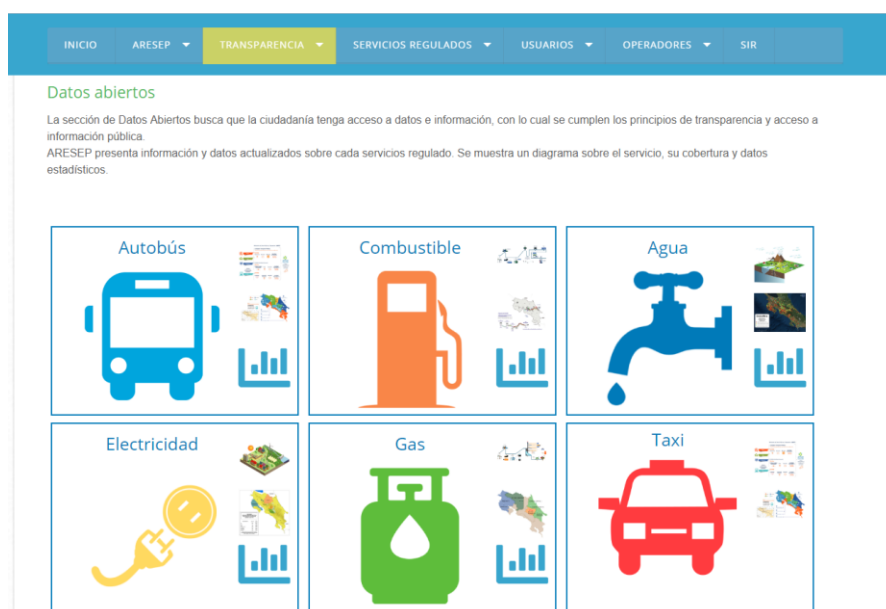 INICIO
ARESEP
TRANSPARENCIA
SERVICIOS REGULADOS
USUARIOS
OPERADORES
SIR
Datos abiertos
La sección de Datos Abiertos busca que la ciudadanía tenga acceso a datos e información, con lo cual se cumplen los principios de transparencia y acceso a
información pública.
ARESEP presenta información y datos actualizados sobre cada servicios regulado. Se muestra un diagrama sobre el servicio, su cobertura y datos
estadísticos.
Autobús
Combustible
Agua
Electricidad
Gas
Taxi